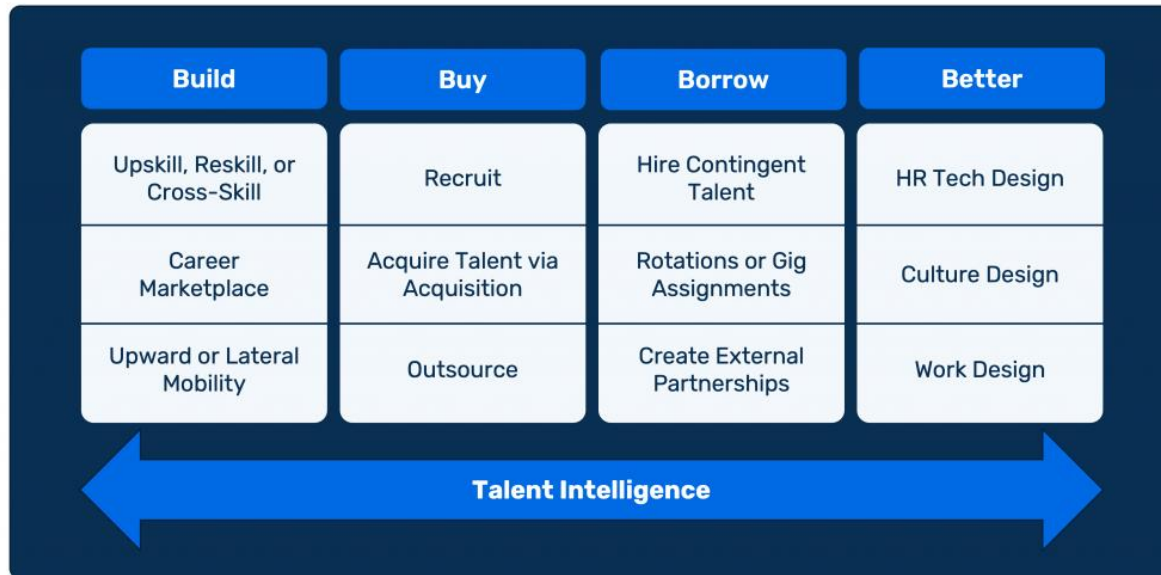 Build
Buy
Borrow
Better
Upskill, Reskill, or
Cross-Skill
Recruit
Hire Contingent
Talent
HR Tech Design
Career
Marketplace
Acquire Talent via
Acquisition
Rotations or Gig
Assignments
Culture Design
Upward or Lateral
Mobility
Outsource
Create External
Partnerships
Work Design
Talent Intelligence